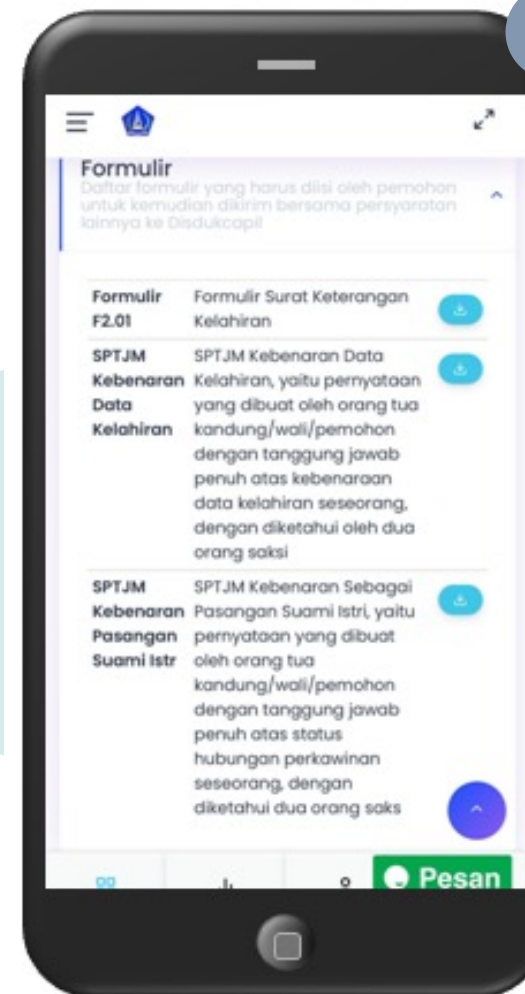 Formulir
Daftar formulir yang harus diisi oleh pemohon
untuk kemudian dikirim bersama persyaratan
lainnya ke Disdukcapil
Formulir
F2.01
Formulir Surat Keterangan
Kelahiran
SPTJM
Kebenaran
Data
Kelahiran
SPTJM Kebenaran Data
Kelahiran, yaitu pernyataan
yang dibuat oleh orang tua
kandung/wali/pemohon
dengan tanggung jawab
penuh atas kebenaraan
data kelahiran seseorang,
dengan diketahui oleh dua
orang saksi
SPTJM
Kebenaran
Pasangan
Suami Istr
SPTJM Kebenaran Sebagai
Pasangan Suami Istri, yaitu
pernyataan yang dibuat
oleh orang tua
kandung/wali/pemohon
dengan tanggung jawab
penuh atas status
hubungan perkawinan
seseorang, dengan
diketahui dua orang saks
Pesan